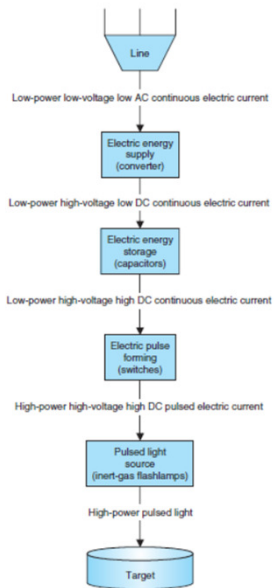 Line
Low-power low-voltage low AC continuous electric current
Electric energy
supply
(converter)
Low-power high-voltage low DC continuous electric current
Electric energy
storage
(capacitors)
Low-power high-voltage high DC continuous electric current
Electric pulse
forming
(switches)
High-power high-voltage high DC pulsed electric current
Pulsed light
source
(inert-gas flashlamps)
High-power pulsed light
Target